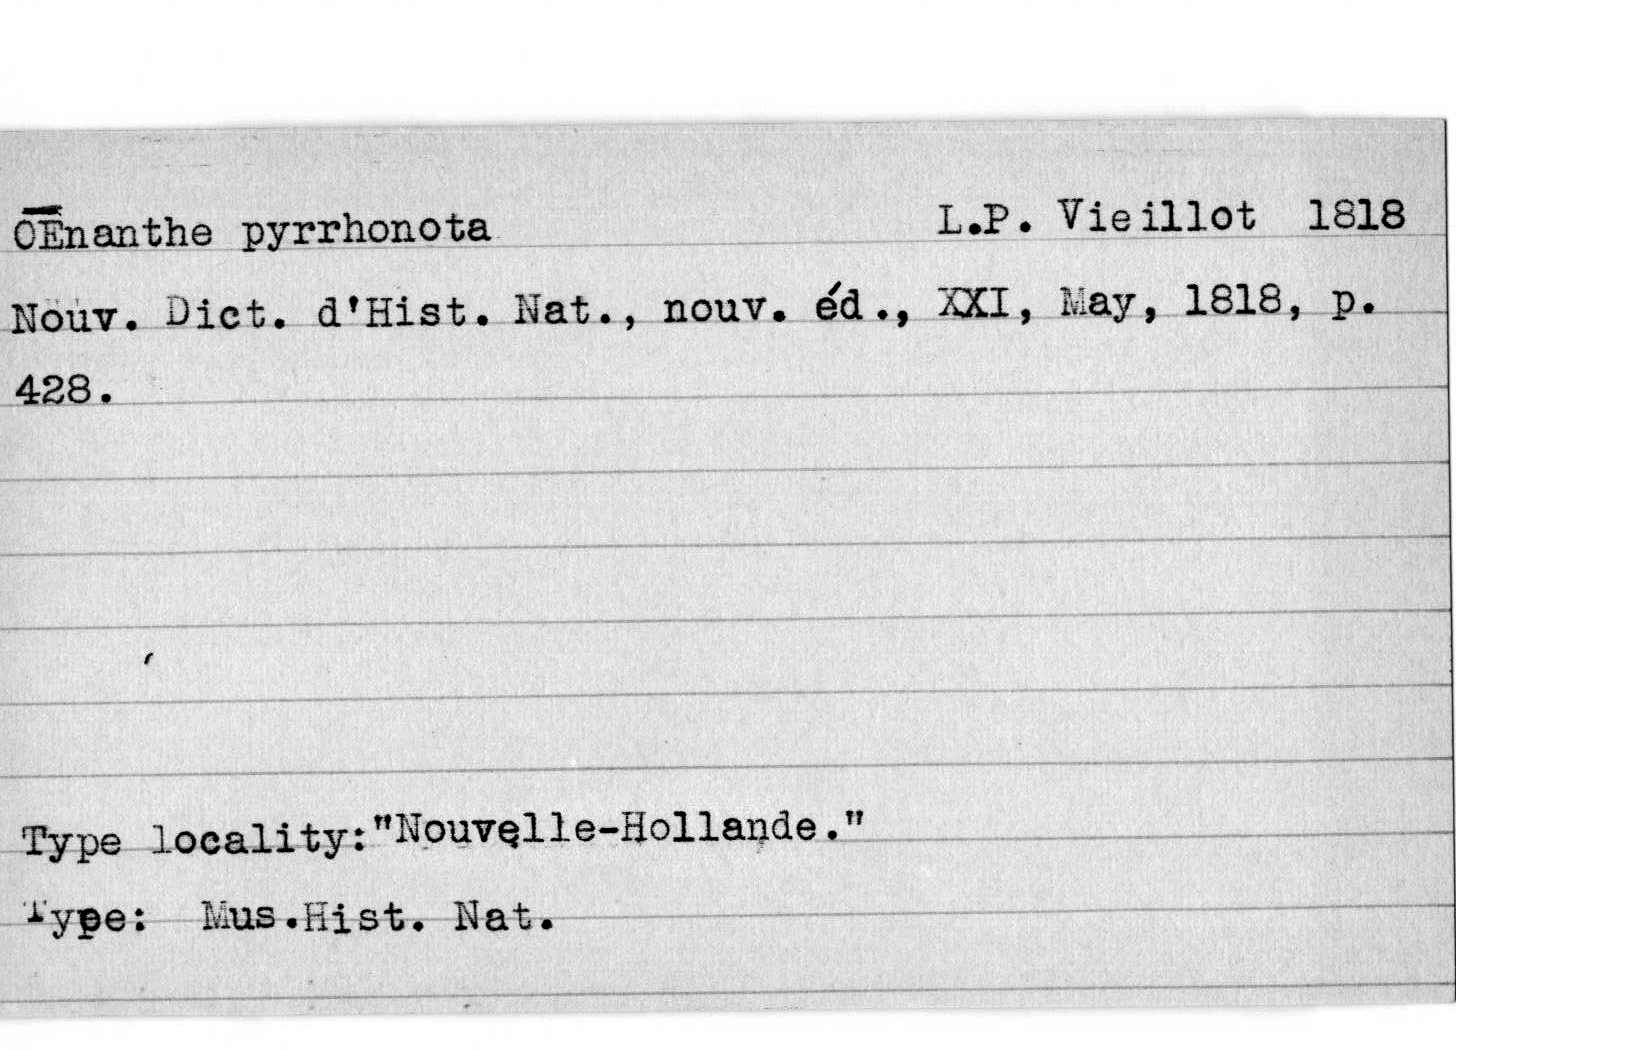 OEnanthe pyrrhonota L.P. Vieillot 1818
Nouv. Dict. d'Hist. Nat., nouv. éd., XXI, May, 1818, p.
428.
Type locality:"Nouvelle-Hollande."
Type: Mus.Hist. Nat.